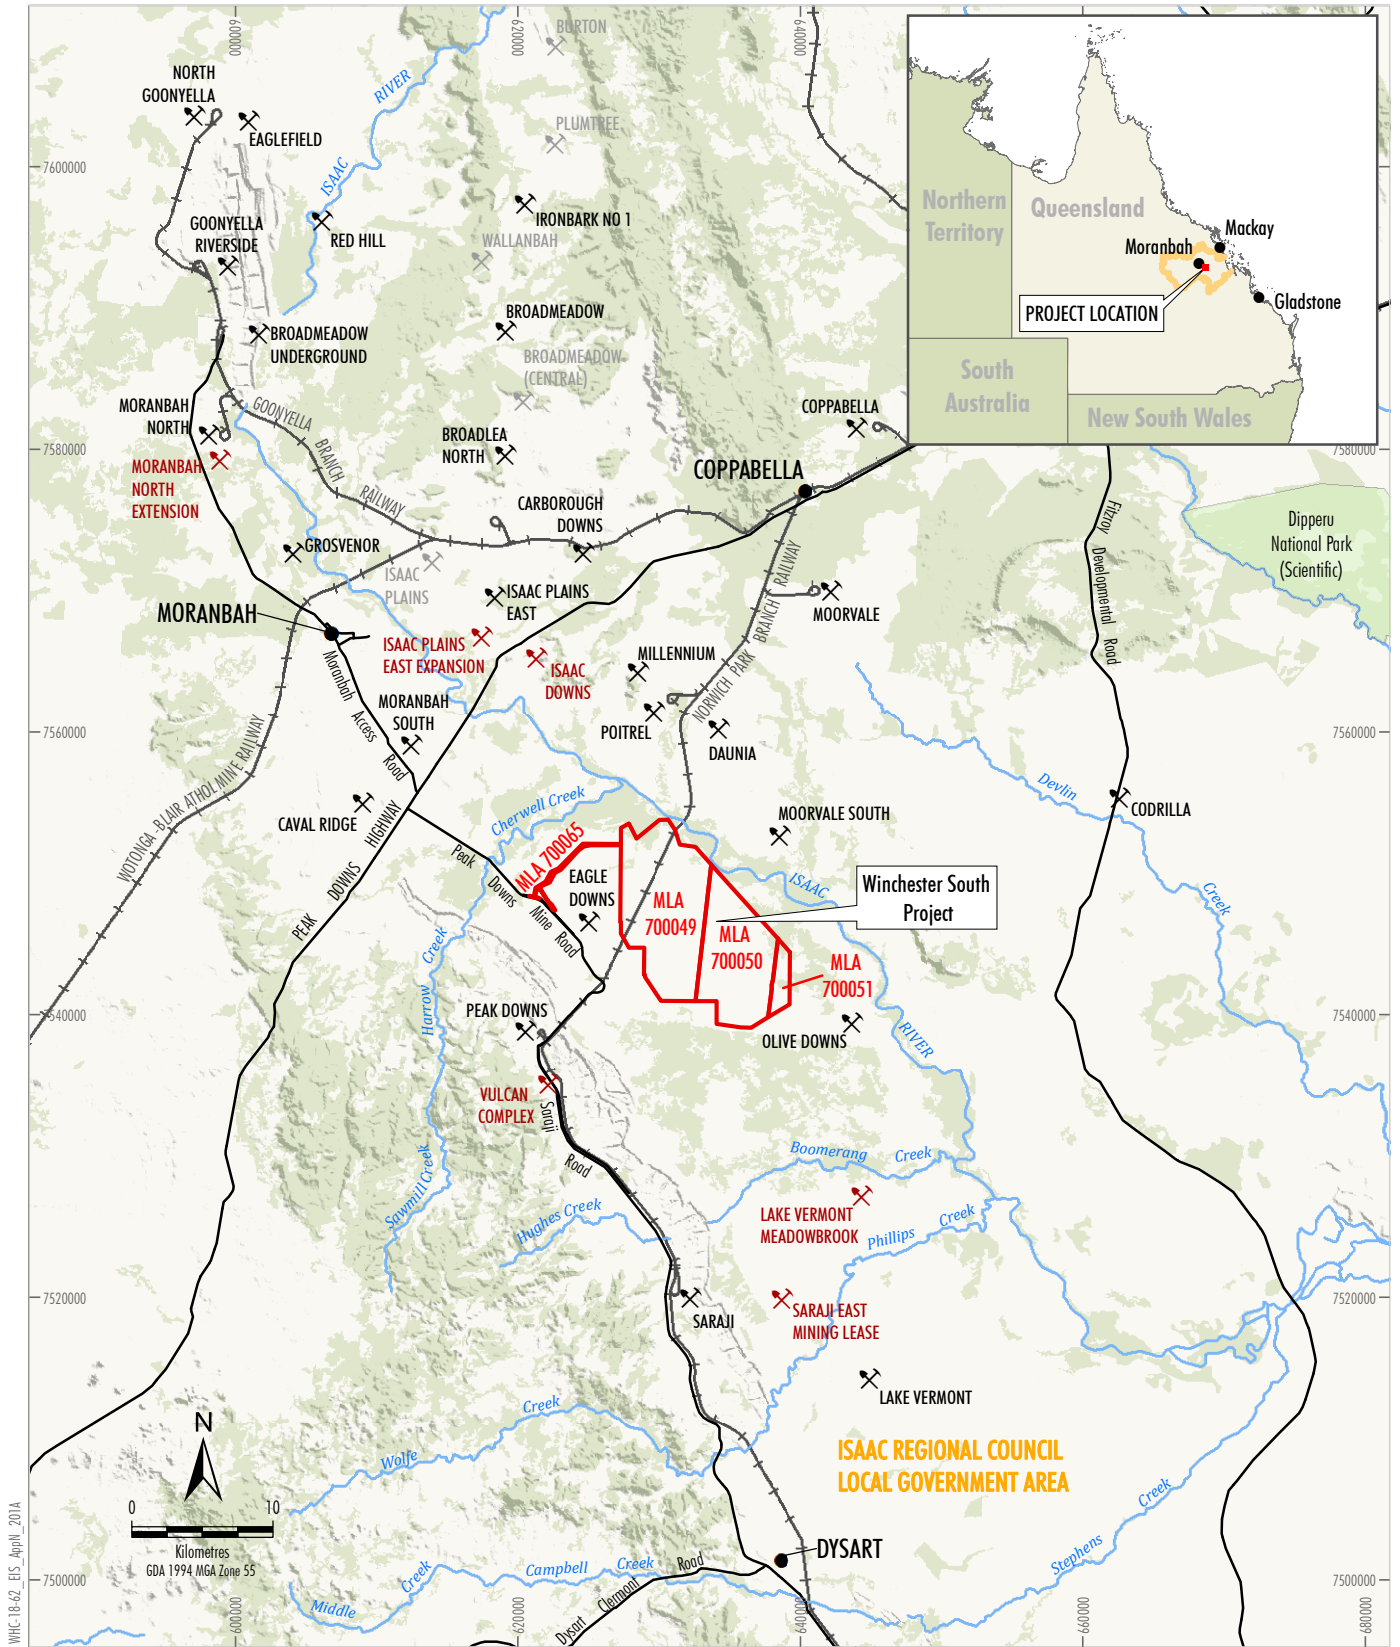 600000
620000
640000
BURTON
NORTH
GOONYELLA
EAGLEFIELD
RIVER
ISAAC
PLUMTREE
7600000
IRONBARK NO 1
GOONYELLA
RIVERSIDE
RED HILL
WALLANBAH
BROADMEADOW
BROADMEADOW
UNDERGROUND
BROADMEADOW
(CENTRAL)
MORANBAH
NORTH
GOONYELLA
BRANCH
RAILWAY
BROADLEA
NORTH
COPPABELLA
7580000
7580000
MORANBAH
NORTH
EXTENSION
COPPABELLA
CARBOROUGH
DOWNS
GROSVENOR
ISAAC
PLAINS
ISAAC PLAINS
EAST
MORANBAH
ISAAC PLAINS
EAST EXPANSION
ISAAC
DOWNS
MILLENNIUM
MOORVALE
NORWICH PARK BRANCH RAILWAY
Fitzroy
Developmental
Road
Dipperu
National Park
(Scientific)
Northern
Territory
Queensland
Mackay
Moranbah
Gladstone
PROJECT LOCATION
South
Australia
New South Wales
Moranbah
Access
Road
MORANBAH
SOUTH
POITREL
DAUNIA
7560000
7560000
WOTONGA -BLAIR ATHOL MINE RAILWAY
CAVAL RIDGE
PEAK
DOWNS
HIGHWAY
Cherwell Creek
Peak
Downs
Mine
Road
MLA 700065
EAGLE
DOWNS
MOORVALE SOUTH
Devlin
Creek
CODRILLA
ISAAC
RIVER
MLA
700049
MLA
700050
MLA
700051
Winchester South
Project
Harrow
Creek
PEAK DOWNS
OLIVE DOWNS
7540000
7540000
VULCAN
COMPLEX
Saraji
Road
Sawmill Creek
Hughes Creek
Boomerang
Creek
LAKE VERMONT
MEADOWBROOK
Phillips
Creek
7520000
7520000
SARAJI
SARAJI EAST
MINING LEASE
LAKE VERMONT
Wolfe
Creek
ISAAC REGIONAL COUNCIL
LOCAL GOVERNMENT AREA
N
0
10
Kilometres
GDA 1994 MGA Zone 55
DYSART
Stephens
Creek
Middle
Creek
Campbell
Creek
Dysart
Clermont
Road
7500000
7500000
600000
620000
640000
660000
680000
WHC-18-62_EIS_AppN_201A